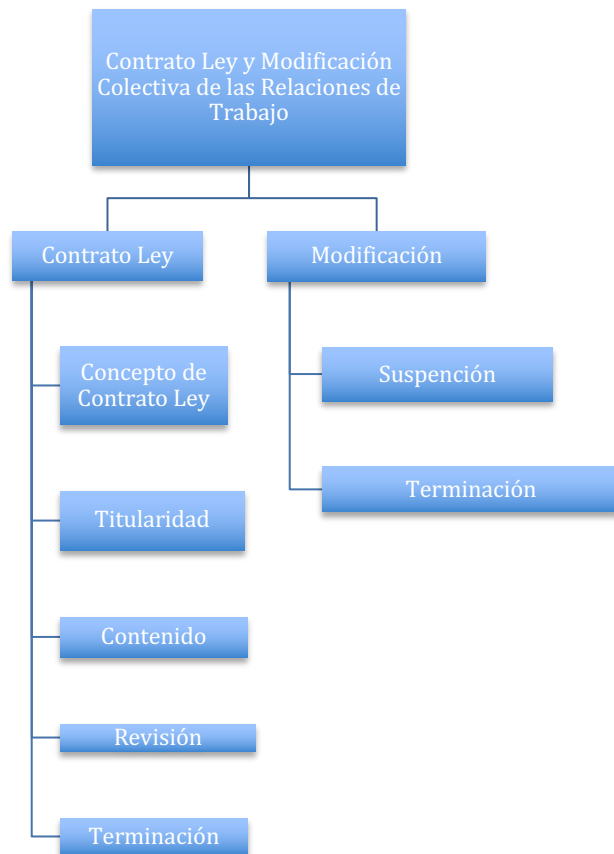 Contrato Ley y Modificación
Colectiva de las Relaciones de
Trabajo
Contrato Ley
Modificación
Concepto de
Contrato Ley
Titularidad
Contenido
Revisión
Terminación
Suspención
Terminación